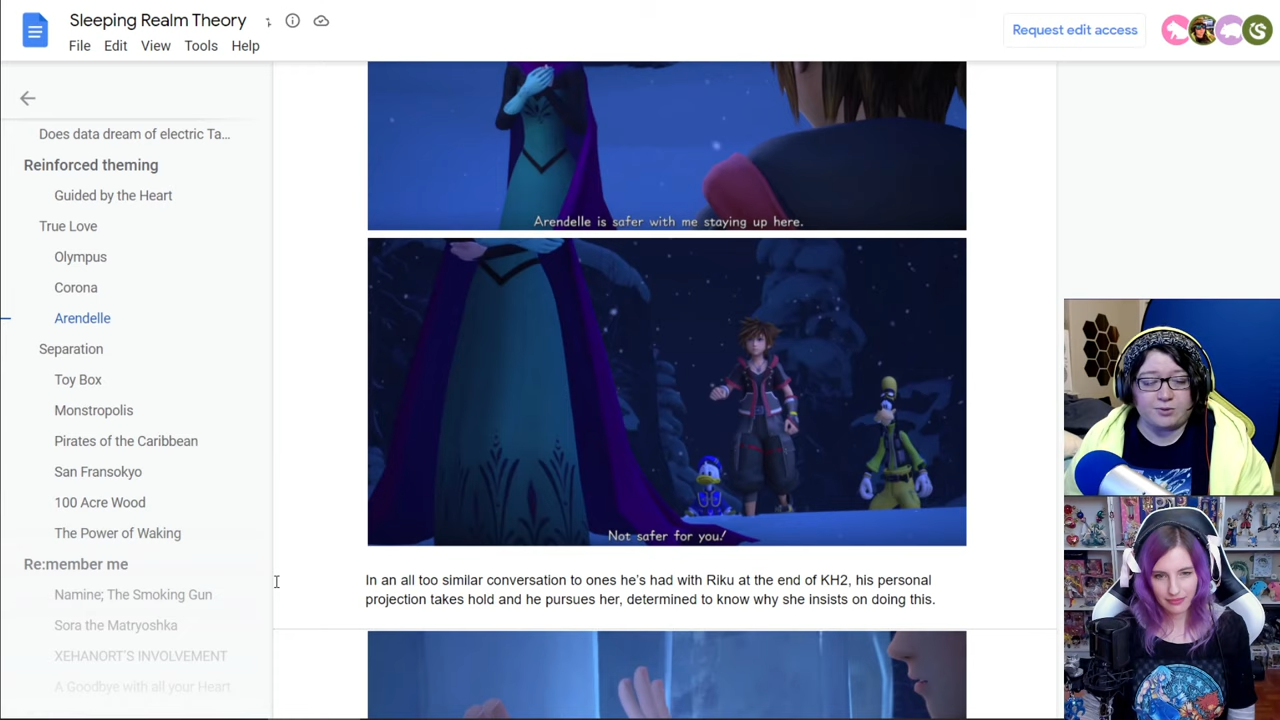 Sleeping Realm Theory
File Edit View Tools Help
Request edit access
Does data dream of electric Ta...
Reinforced theming
Guided by the Heart
True Love
Olympus
Corona
Arendelle
Separation
Toy Box
Monstropolis
Pirates of the Caribbean
San Fransokyo
100 Acre Wood
The Power of Waking
Re:member me
Namine; The Smoking Gun
Sora the Matryoshka
XEHANORT'S INVOLVEMENT
A Goodbye with all your Heart
Arendelle is safer with me staying up here.
Not safer for you!
In an all too similar conversation to ones he's had with Riku at the end of KH2, his personal
projection takes hold and he pursues her, determined to know why she insists on doing this.